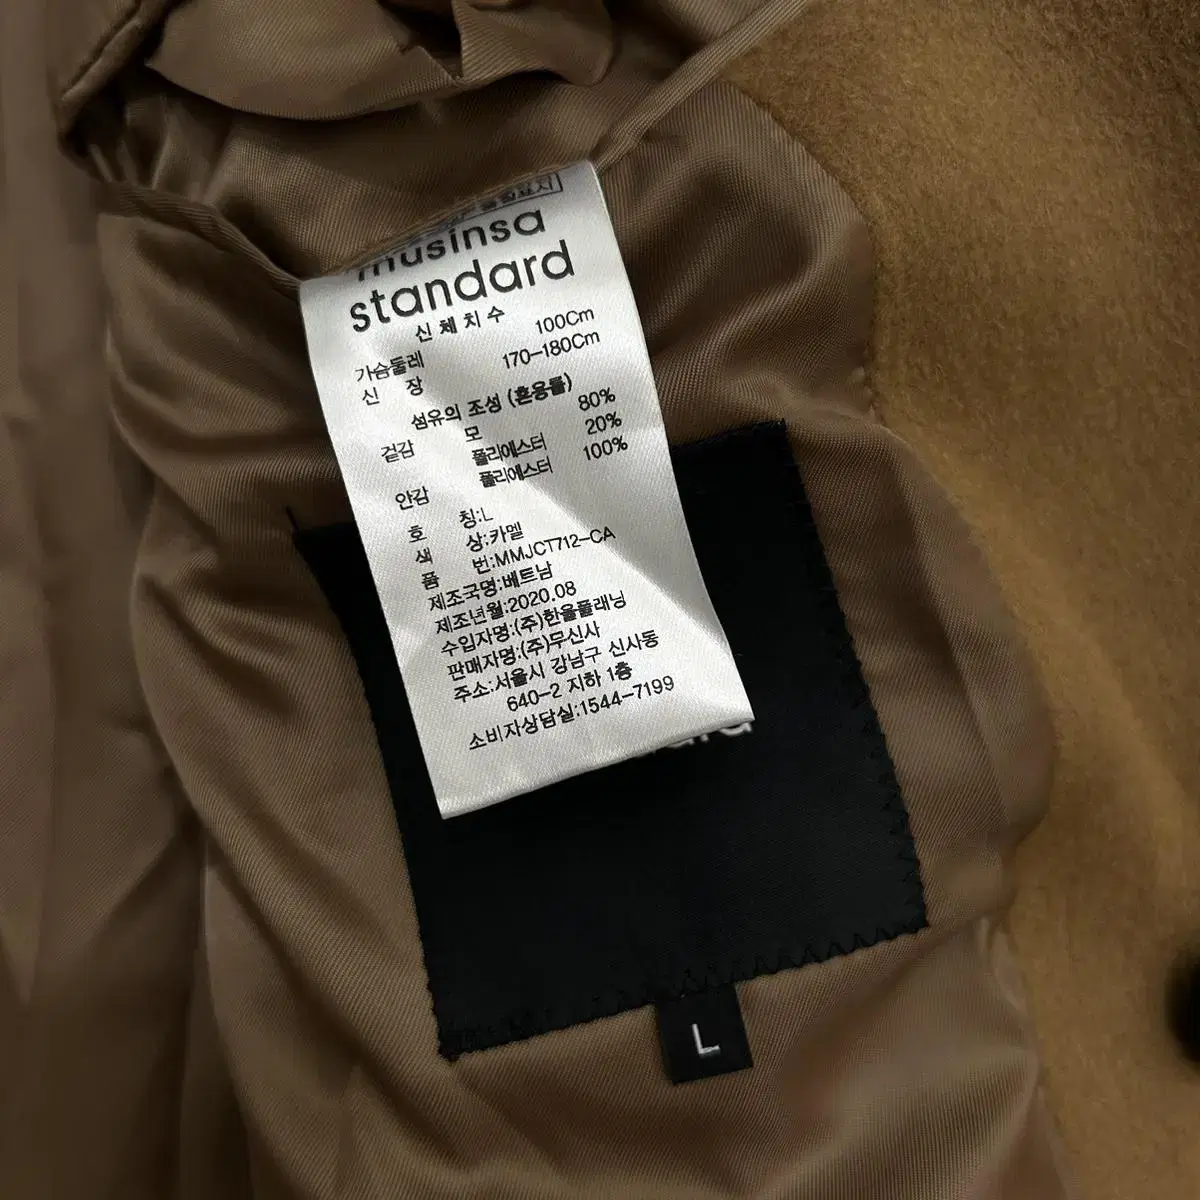 musinsa
standard
신체치수
가슴둘레 100Cm
신 장 170-180Cm
섬유의 조성 (혼용률)
겉감 모 80%
폴리에스터 20%
안감 폴리에스터 100%
호 칭:L
색 상:카멜
품 번:MMJCT712-CA
제조국명:베트남
제조년월:2020.08
수입자명:(주)한율플래닝
판매자명:(주)무신사
주소:서울시 강남구 신사동
640-2 지하 1층
소비자상담실:1544-7199
L